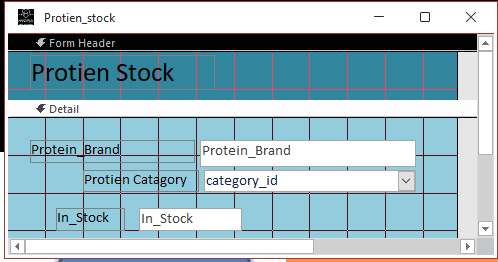 Protien_stock
Form Header
Protien Stock
Detail
Protein_Brand Protein_Brand
Protien Catagory category_id
In_Stock In_Stock